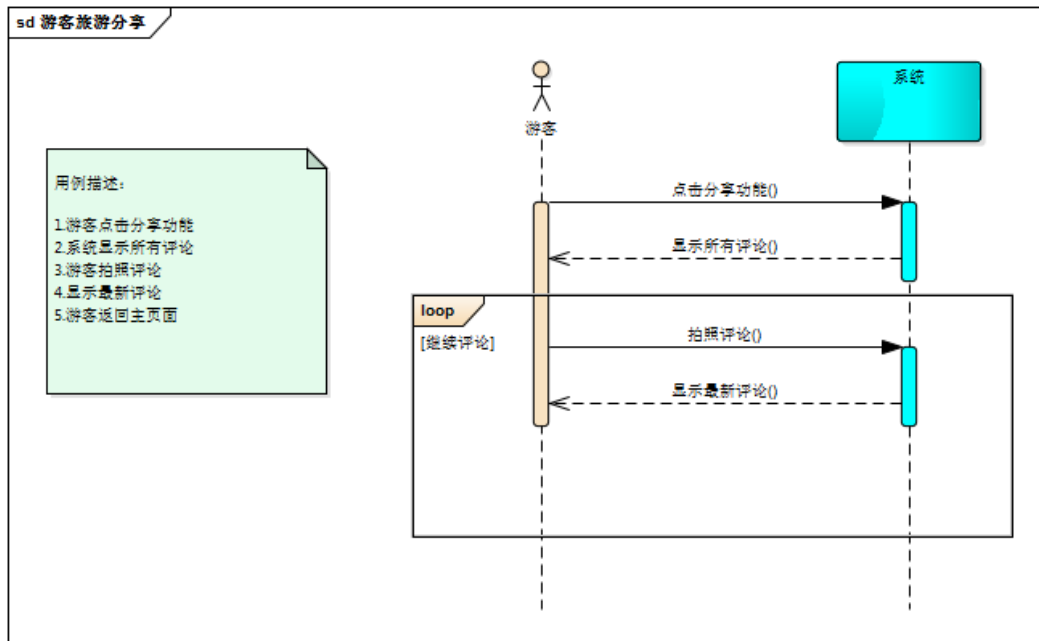 sd 游客旅游分享
系统
游客
用例描述:
1.游客点击分享功能
2.系统显示所有评论
3.游客拍照评论
4.显示最新评论
5.游客返回主页面
点击分享功能()
显示所有评论()
loop
[继续评论]
拍照评论()
显示最新评论()